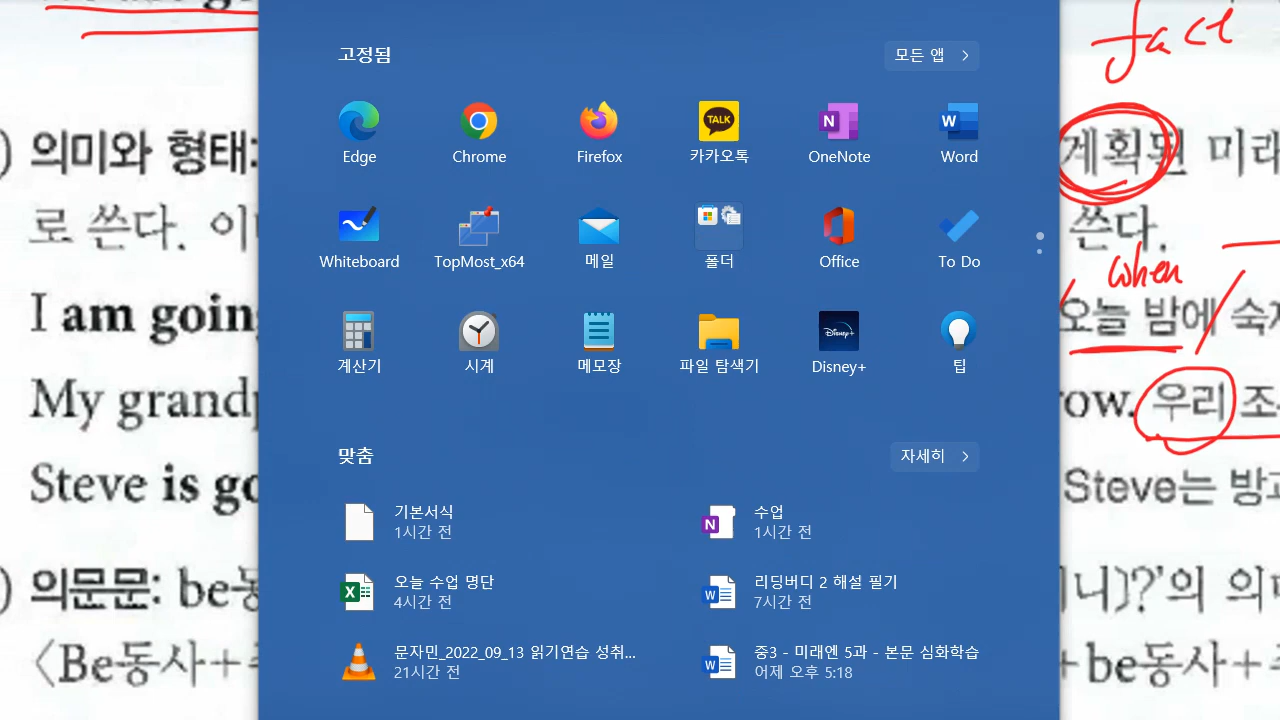 fact
고정됨
모든 앱
) 의미와 형태:
계획된 미래
Edge
Chrome
Firefox
TALK
카카오톡
N
OneNote
W
Word
로 쓴다.
쓴다.
when
Whiteboard
TopMost_x64
메일
폴더
Office
To Do
I am going
오늘 밤에
계산기
시계
메모장
파일 탐색기
Disney+
Disney+
팁
My grandp
ow. 우리
Steve is go
Steve는 방과
맞춤
자세히
기본서식
1시간 전
N
수업
1시간 전
X
오늘 수업 명단
4시간 전
W
리딩버디 2 해설 필기
7시간 전
) 의문문: be동
니)?’의 의미
문자민_2022_09_13 읽기연습 성취...
21시간 전
W
중3 - 미래엔 5과 - 본문 심화학습
어제 오후 5:18
〈Be동사+주
+be동사+주